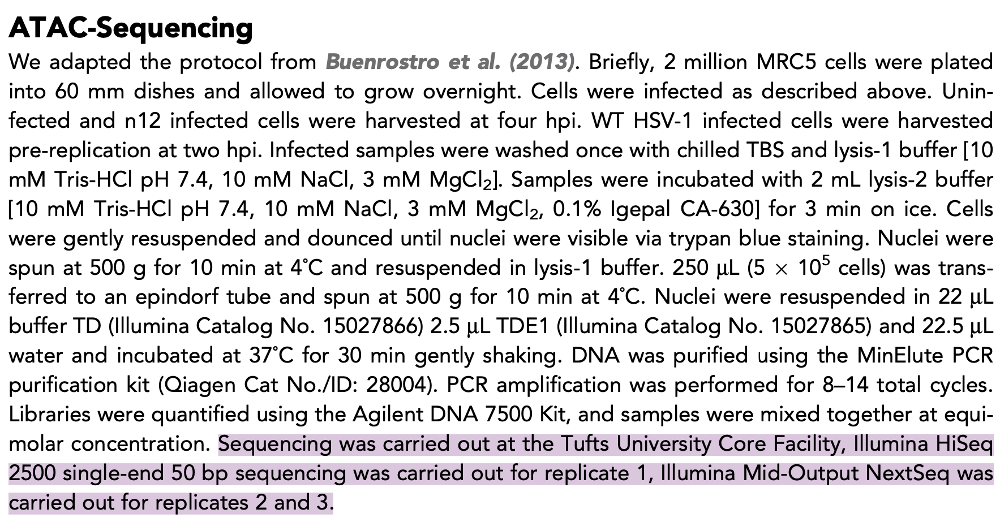 ATAC-Sequencing
We adapted the protocol from Buenrostro et al. (2013). Briefly, 2 million MRC5 cells were plated
into 60 mm dishes and allowed to grow overnight. Cells were infected as described above. Unin-
fected and n12 infected cells were harvested at four hpi. WT HSV-1 infected cells were harvested
pre-replication at two hpi. Infected samples were washed once with chilled TBS and lysis-1 buffer [10
mM Tris-HCl pH 7.4, 10 mM NaCl, 3 mM MgCl₂]. Samples were incubated with 2 mL lysis-2 buffer
[10 mM Tris-HCl pH 7.4, 10 mM NaCl, 3 mM MgCl₂, 0.1% Igepal CA-630] for 3 min on ice. Cells
were gently resuspended and dounced until nuclei were visible via trypan blue staining. Nuclei were
spun at 500 g for 10 min at 4˚C and resuspended in lysis-1 buffer. 250 µL (5 × 10⁵ cells) was trans-
ferred to an epindorf tube and spun at 500 g for 10 min at 4˚C. Nuclei were resuspended in 22 µL
buffer TD (Illumina Catalog No. 15027866) 2.5 µL TDE1 (Illumina Catalog No. 15027865) and 22.5 µL
water and incubated at 37˚C for 30 min gently shaking. DNA was purified using the MinElute PCR
purification kit (Qiagen Cat No./ID: 28004). PCR amplification was performed for 8–14 total cycles.
Libraries were quantified using the Agilent DNA 7500 Kit, and samples were mixed together at equi-
molar concentration. Sequencing was carried out at the Tufts University Core Facility, Illumina HiSeq
2500 single-end 50 bp sequencing was carried out for replicate 1, Illumina Mid-Output NextSeq was
carried out for replicates 2 and 3.